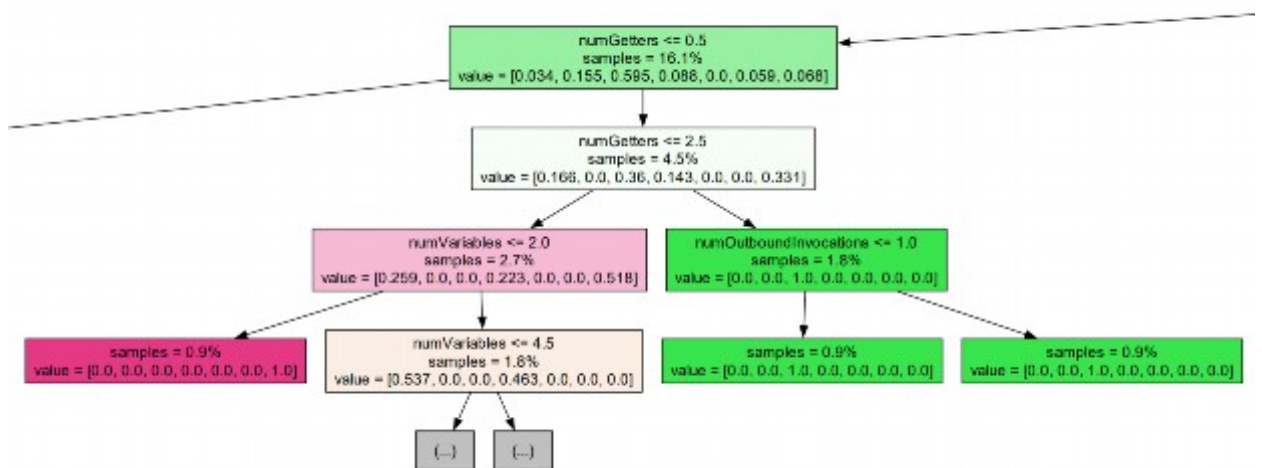 numGetters <= 0.5
samples = 16.1%
value = [0.034, 0.155, 0.595, 0.088, 0.0, 0.059, 0.068]
numGetters <= 2.5
samples = 4.5%
value = [0.166, 0.0, 0.36, 0.143, 0.0, 0.0, 0.331]
numVariables <= 2.0
samples = 2.7%
value = [0.259, 0.0, 0.0, 0.223, 0.0, 0.0, 0.518]
numOutboundInvocations <= 1.0
samples = 1.8%
value = [0.0, 0.0, 1.0, 0.0, 0.0, 0.0, 0.0]
samples = 0.9%
value = [0.0, 0.0, 0.0, 0.0, 0.0, 0.0, 1.0]
numVariables <= 4.5
samples = 1.8%
value = [0.537, 0.0, 0.0, 0.463, 0.0, 0.0, 0.0]
samples = 0.9%
value = [0.0, 0.0, 1.0, 0.0, 0.0, 0.0, 0.0]
samples = 0.9%
value = [0.0, 0.0, 1.0, 0.0, 0.0, 0.0, 0.0]
(...)
(...)